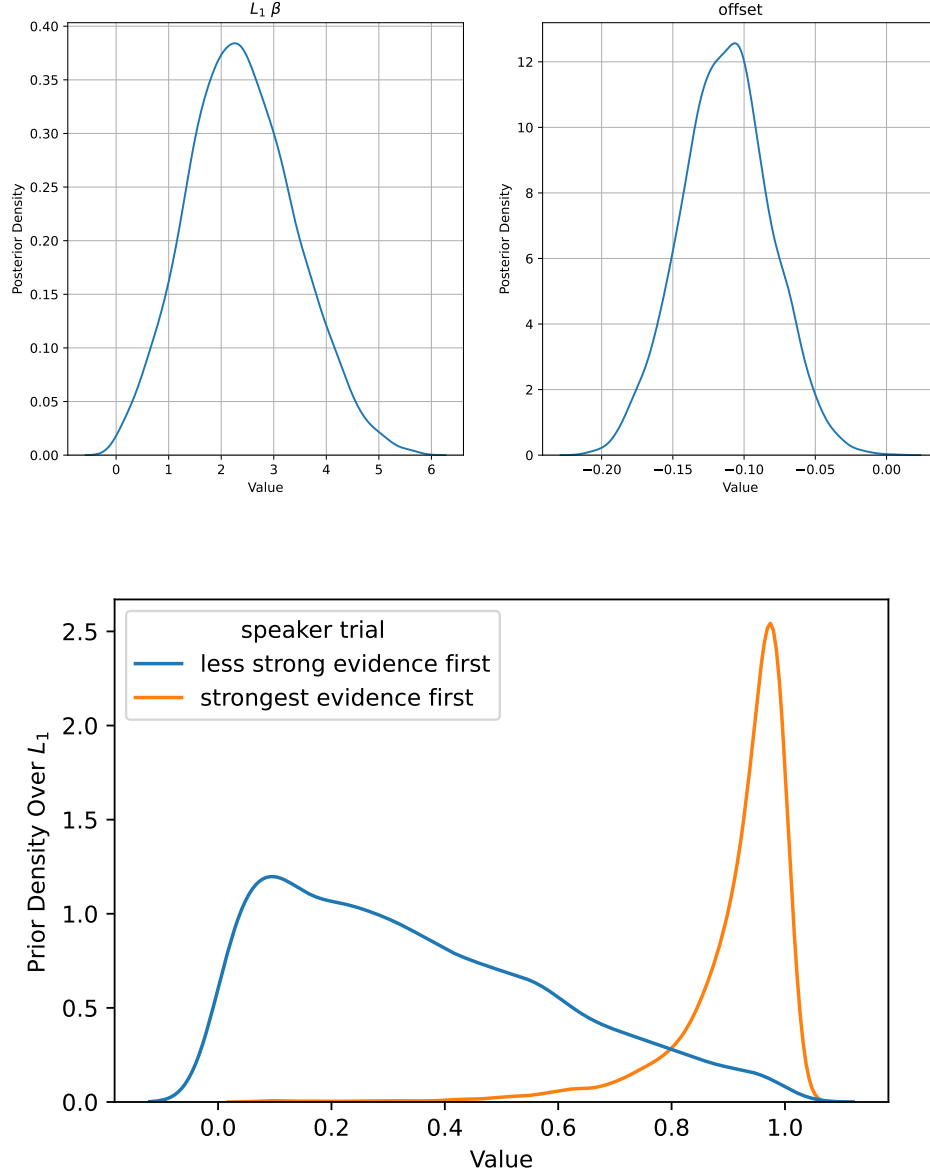 L₁ β
0.00
0.05
0.10
0.15
0.20
0.25
0.30
0.35
0.40
Posterior Density
0 1 2 3 4 5 6
Value
offset
0
2
4
6
8
10
12
Posterior Density
−0.20 −0.15 −0.10 −0.05 0.00
Value
speaker trial
less strong evidence first
strongest evidence first
2.5
2.0
1.5
1.0
0.5
0.0
Prior Density Over L₁
0.0 0.2 0.4 0.6 0.8 1.0
Value